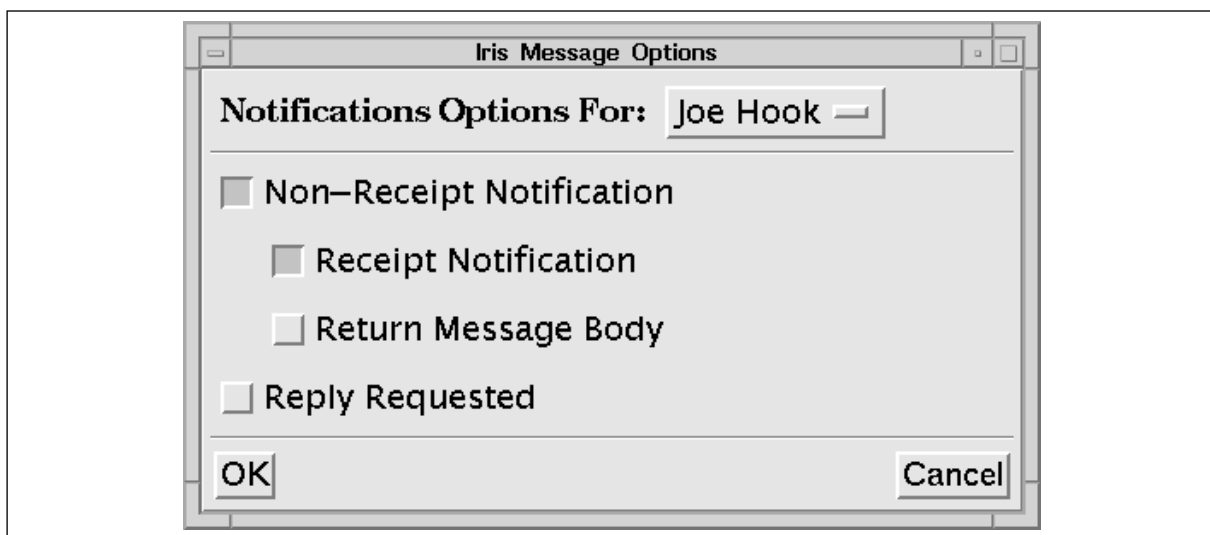 Iris Message Options
Notifications Options For: Joe Hook
Non-Receipt Notification
Receipt Notification
Return Message Body
Reply Requested
OK Cancel